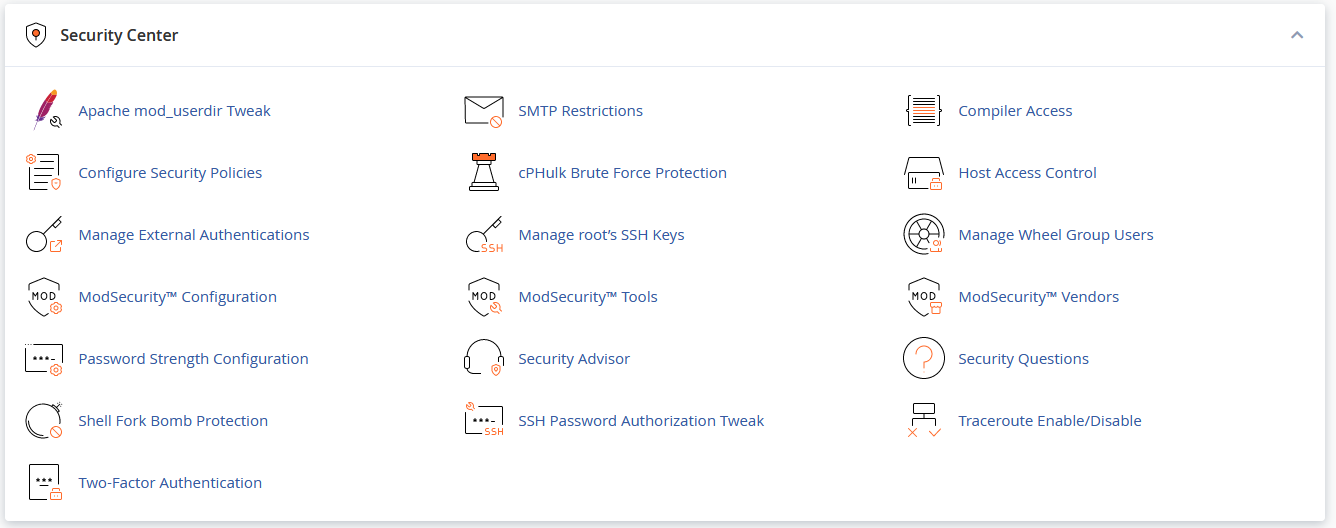 Security Center
Apache mod_userdir Tweak
SMTP Restrictions
Compiler Access
Configure Security Policies
cPHulk Brute Force Protection
Host Access Control
Manage External Authentications
SSH
Manage root’s SSH Keys
Manage Wheel Group Users
MOD
ModSecurity™ Configuration
MOD
ModSecurity™ Tools
MOD
ModSecurity™ Vendors
Password Strength Configuration
Security Advisor
?
Security Questions
Shell Fork Bomb Protection
SSH
SSH Password Authorization Tweak
Traceroute Enable/Disable
Two-Factor Authentication